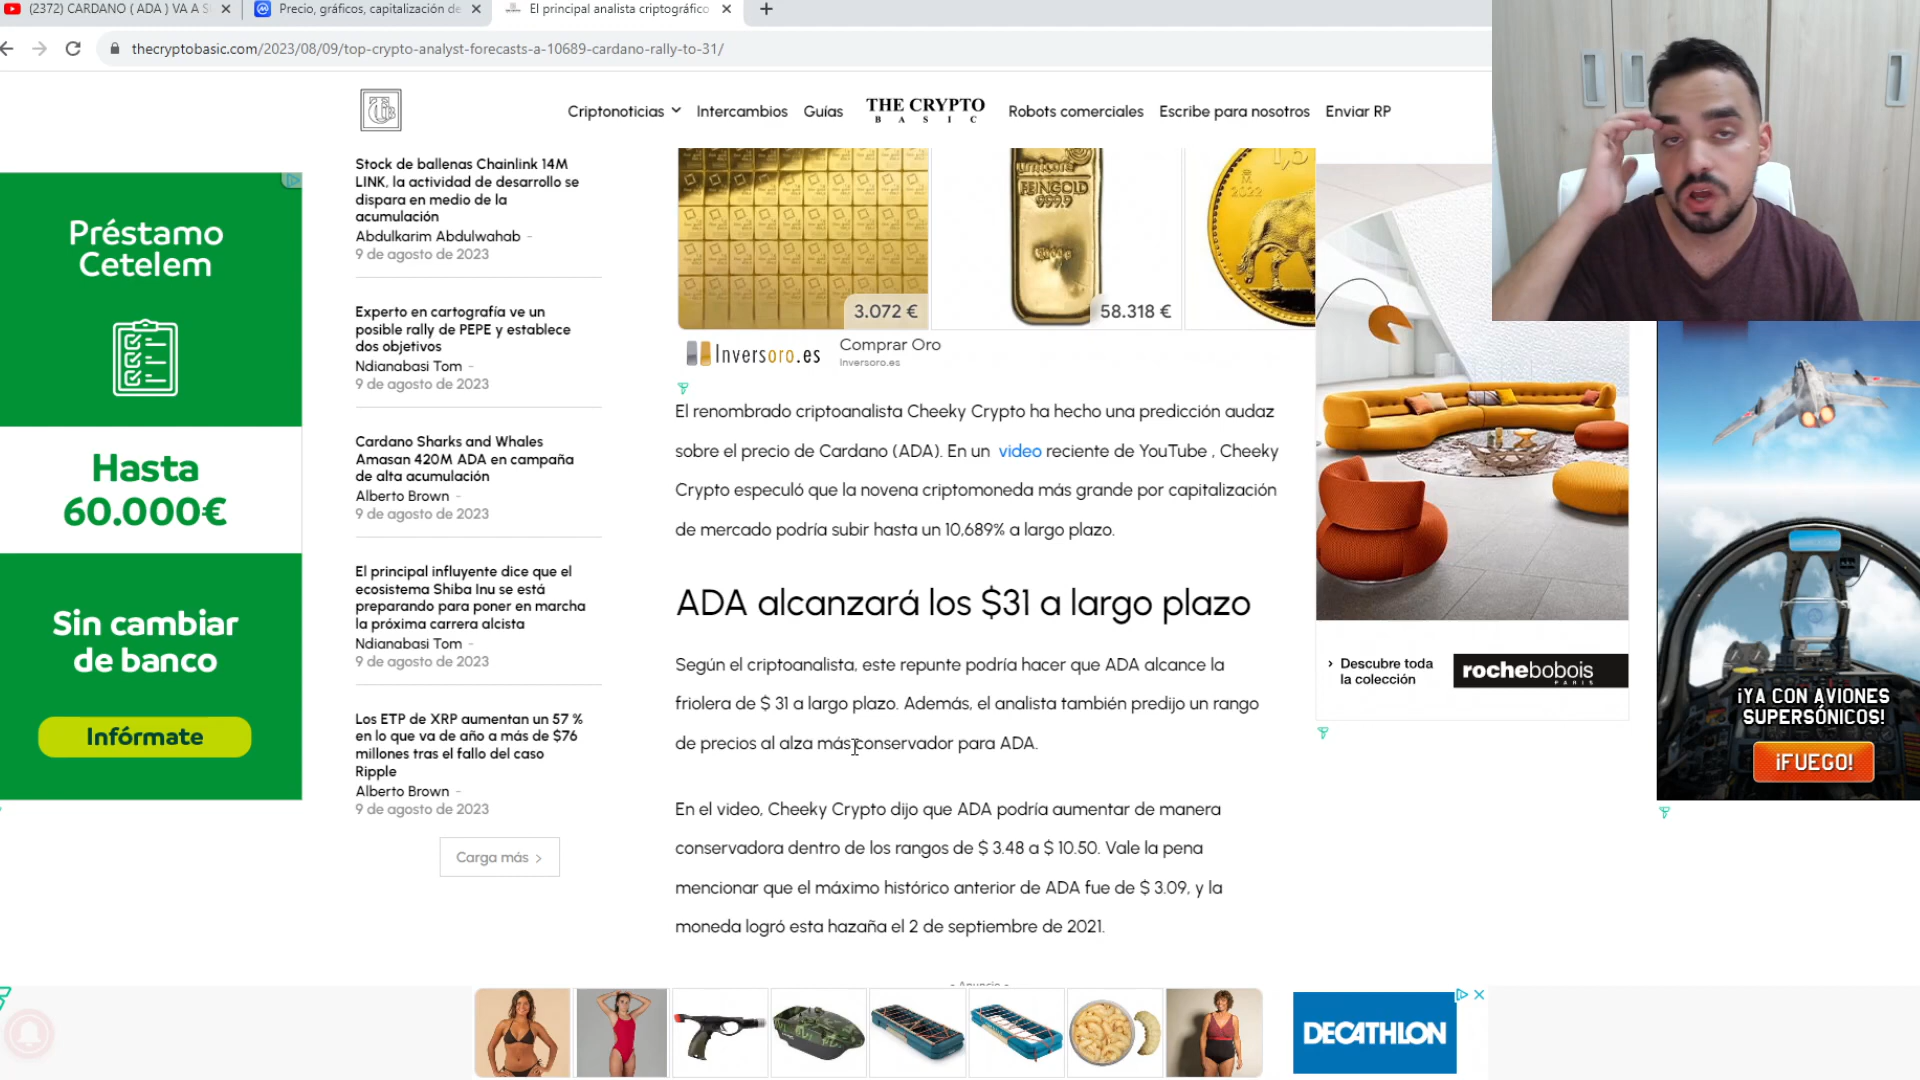 (2372) CARDANO ( ADA ) VA A S
Precio, gráficos, capitalización de
El principal analista criptográfico
thecryptobasic.com/2023/08/09/top-crypto-analyst-forecasts-a-10689-cardano-rally-to-31/
Criptonoticias
Intercambios
Guías
THE CRYPTO
BASIC
Robots comerciales
Escribe para nosotros
Enviar RP
Préstamo
Cetelem
Hasta
60.000€
Sin cambiar
de banco
Infórmate
Stock de ballenas Chainlink 14M
LINK, la actividad de desarrollo se
dispara en medio de la
acumulación
Abdulkarim Abdulwahab -
9 de agosto de 2023
Experto en cartografía ve un
posible rally de PEPE y establece
dos objetivos
Ndianabasi Tom -
9 de agosto de 2023
Cardano Sharks and Whales
Amasan 420M ADA en campaña
de alta acumulación
Alberto Brown -
9 de agosto de 2023
El principal influyente dice que el
ecosistema Shiba Inu se está
preparando para poner en marcha
la próxima carrera alcista
Ndianabasi Tom -
9 de agosto de 2023
Los ETP de XRP aumentan un 57 %
en lo que va de año a más de $76
millones tras el fallo del caso
Ripple
Alberto Brown -
9 de agosto de 2023
Carga más >
umicore
FEINGOLD
999.9
2022
3.072 €
58.318 €
Inversoro.es
Comprar Oro
Inversoro.es
El renombrado criptoanalista Cheeky Crypto ha hecho una predicción audaz
sobre el precio de Cardano (ADA). En un video reciente de YouTube , Cheeky
Crypto especuló que la novena criptomoneda más grande por capitalización
de mercado podría subir hasta un 10,689% a largo plazo.
ADA alcanzará los $31 a largo plazo
Según el criptoanalista, este repunte podría hacer que ADA alcance la
friolera de $ 31 a largo plazo. Además, el analista también predijo un rango
de precios al alza más conservador para ADA.
En el video, Cheeky Crypto dijo que ADA podría aumentar de manera
conservadora dentro de los rangos de $ 3.48 a $ 10.50. Vale la pena
mencionar que el máximo histórico anterior de ADA fue de $ 3.09, y la
moneda logró esta hazaña el 2 de septiembre de 2021.
- Anuncio -
› Descubre toda
la colección
rochebobois
PARIS
¡YA CON AVIONES
SUPERSÓNICOS!
¡FUEGO!
DECATHLON